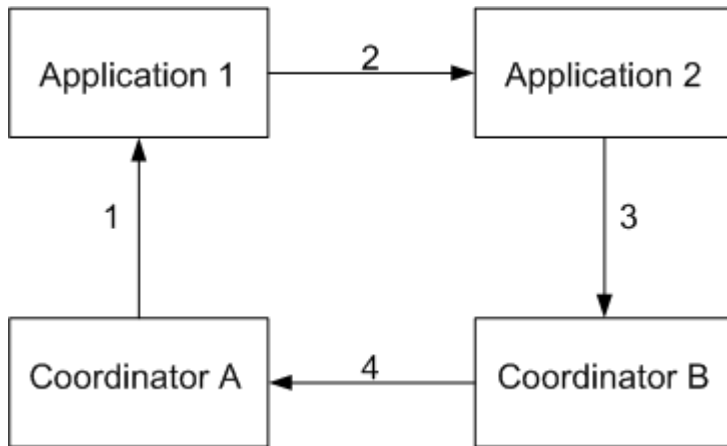 Application 1
2
Application 2
1
3
Coordinator A
4
Coordinator B